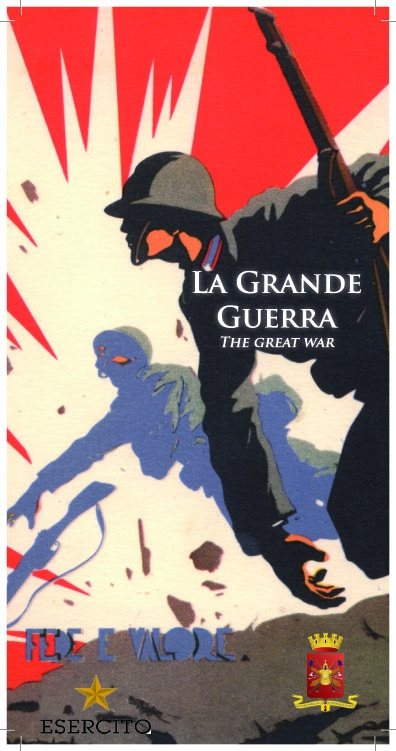 LA GRANDE
GUERRA
THE GREAT WAR
FEDE E VALORE.
ESERCITO